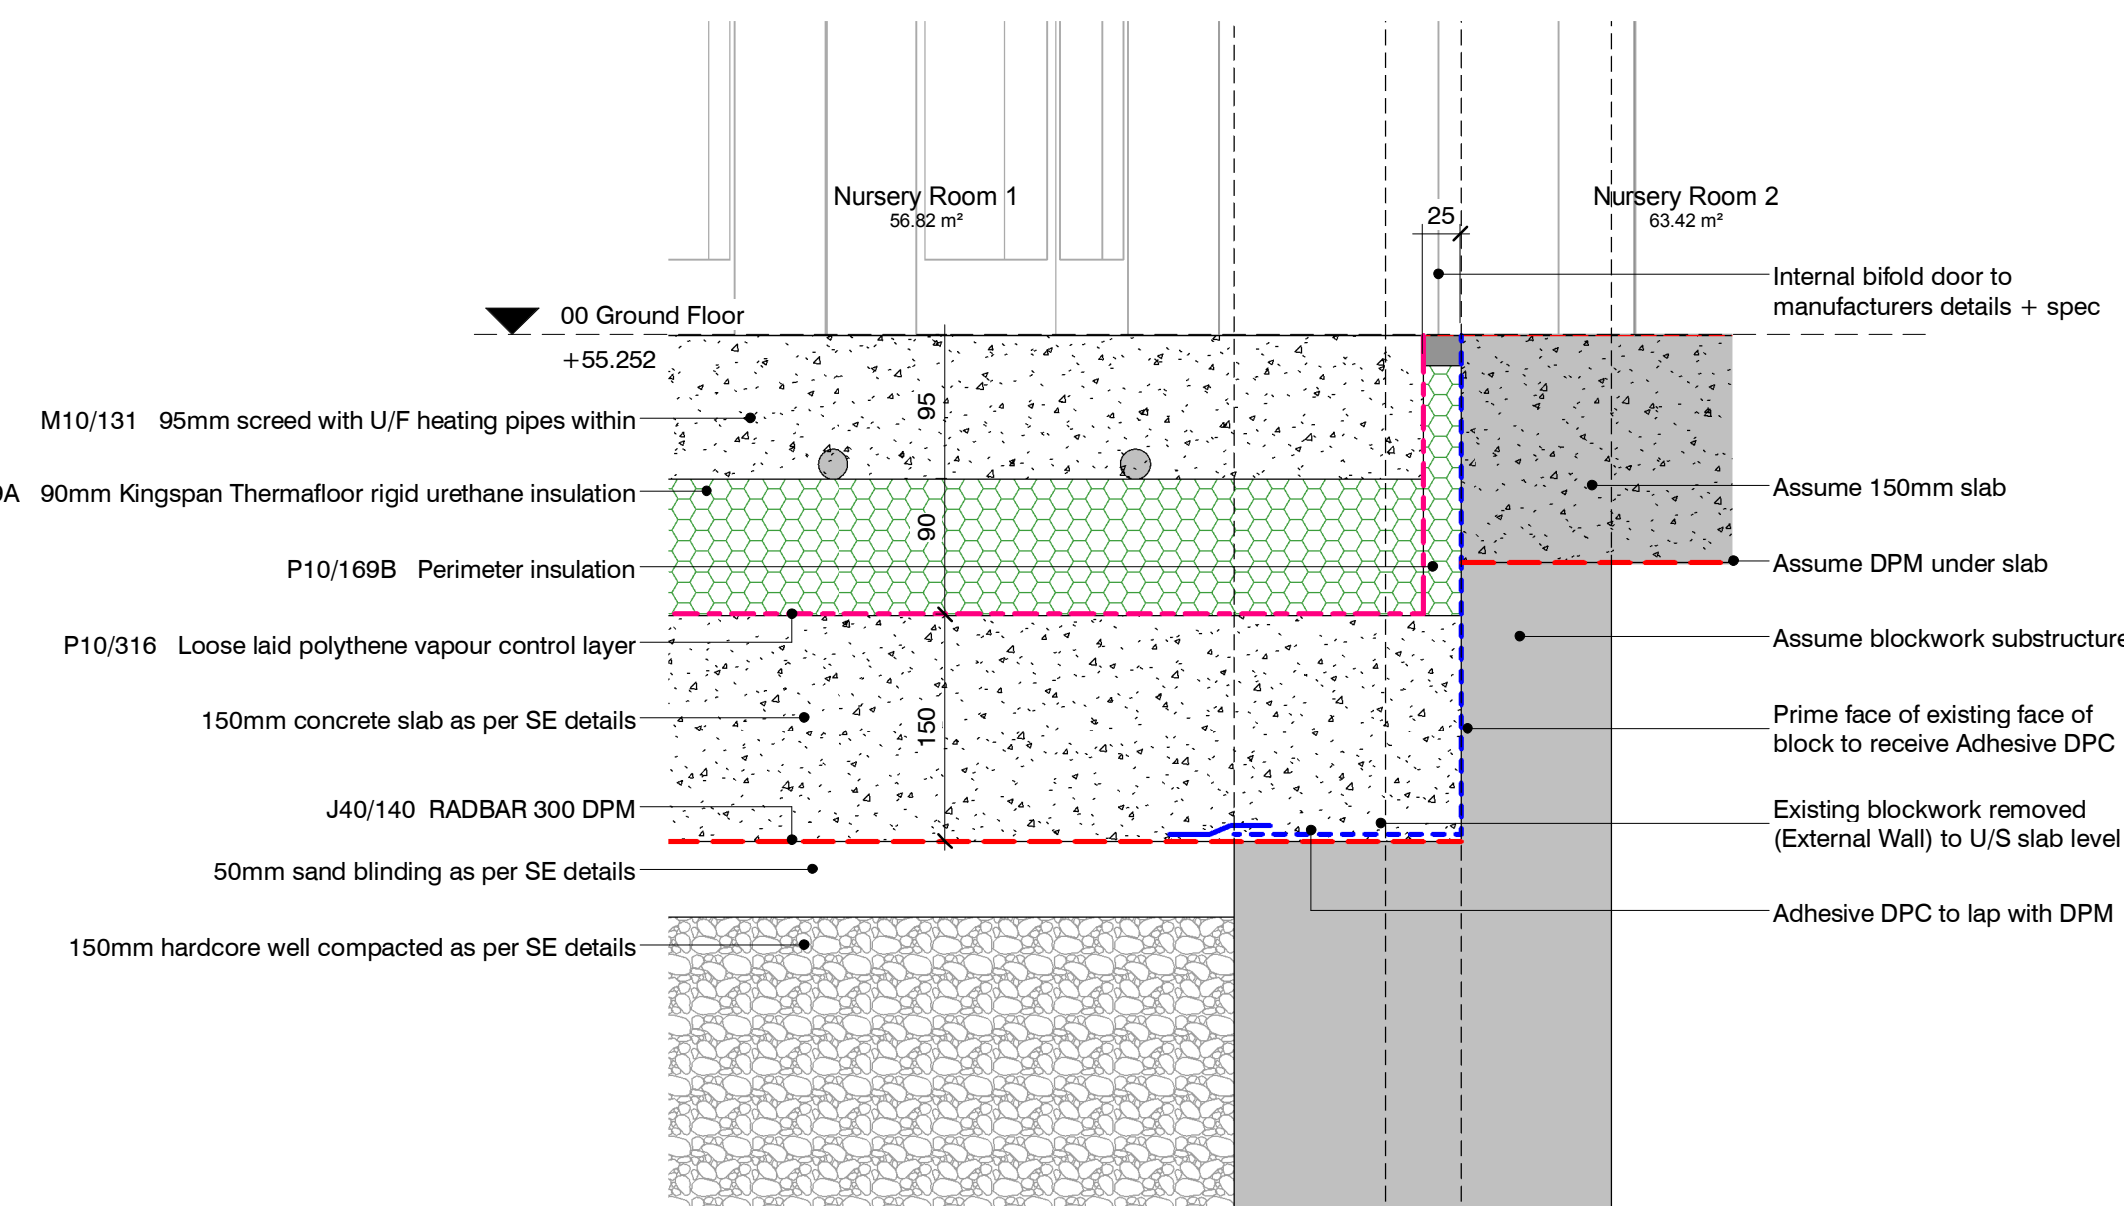 Nursery Room 1
56.82 m²
Nursery Room 2
63.42 m²
25
00 Ground Floor
+55.252
M10/131 95mm screed with U/F heating pipes within
A 90mm Kingspan Thermafloor rigid urethane insulation
P10/169B Perimeter insulation
P10/316 Loose laid polythene vapour control layer
150mm concrete slab as per SE details
J40/140 RADBAR 300 DPM
50mm sand blinding as per SE details
150mm hardcore well compacted as per SE details
95
90
150
Internal bifold door to
manufacturers details + spec
Assume 150mm slab
Assume DPM under slab
Assume blockwork substructure
Prime face of existing face of
block to receive Adhesive DPC
Existing blockwork removed
(External Wall) to U/S slab level
Adhesive DPC to lap with DPM